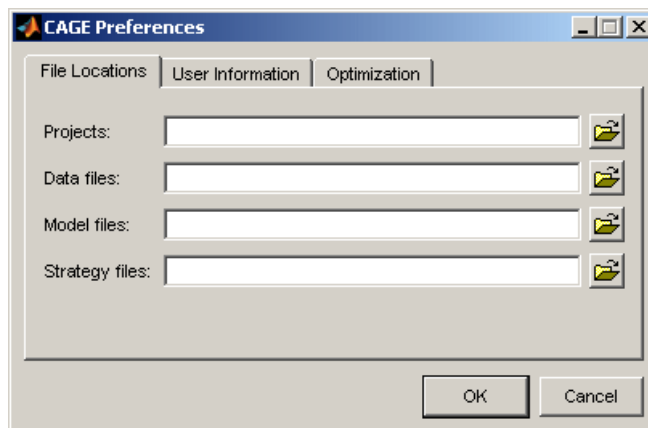 CAGE Preferences
File Locations User Information Optimization
Projects:
Data files:
Model files:
Strategy files:
OK Cancel